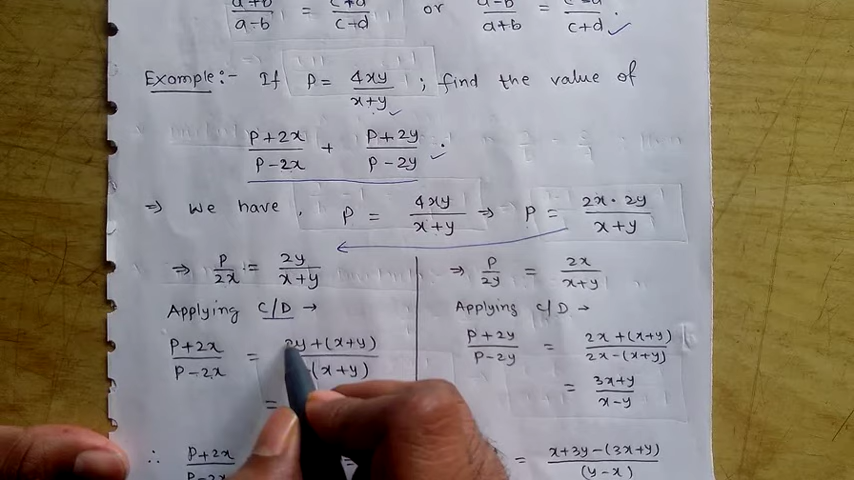 a+b/a-b = c+d/c-d or a-b/a+b = c-d/c+d.
Example:- If P = 4xy/x+y ; find the value of
P+2x/P-2x + P+2y/P-2y .
⇒ We have, P = 4xy/x+y ⇒ P = 2x·2y/x+y
⇒ P/2x = 2y/x+y
Applying C/D →
P+2x/P-2x = 2y+(x+y)/(x+y)
=
⇒ P/2y = 2x/x+y
Applying C/D →
P+2y/P-2y = 2x+(x+y)/2x-(x+y)
= 3x+y/x-y
∴ P+2x/P-2x = x+3y-(3x+y)/(y-x)